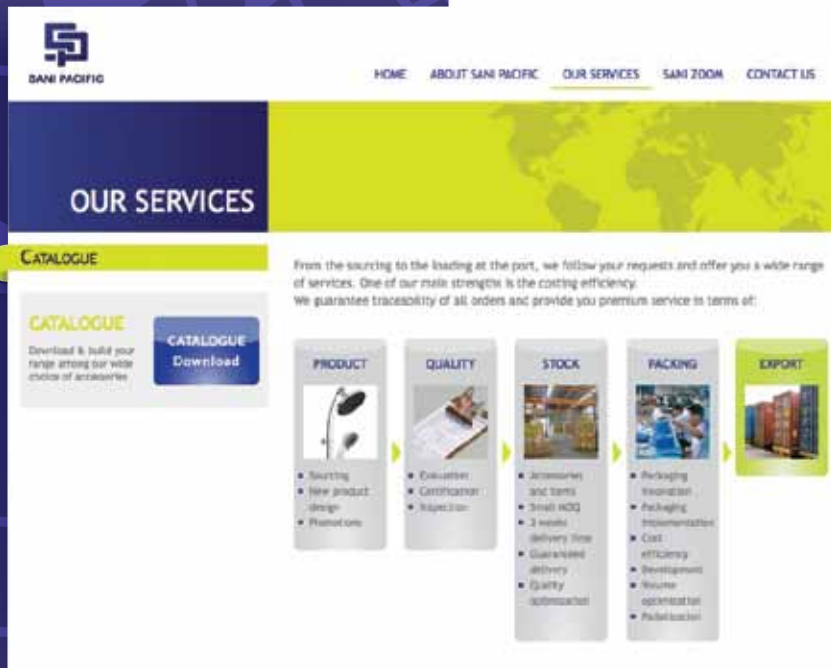 SANI PACIFIC
HOME ABOUT SANI PACIFIC OUR SERVICES SANI ZOOM CONTACT US
OUR SERVICES
CATALOGUE
From the sourcing to the loading at the port, we follow your requests and offer you a wide range
of services. One of our main strengths is the costing efficiency.
We guarantee traceability of all orders and provide you premium service in terms of:
CATALOGUE
Download & build your
range among our wide
choice of accessories
CATALOGUE
Download
PRODUCT
Sourcing
New product
design
Promotions
QUALITY
Evaluation
Certification
Inspection
STOCK
Accessories
and items
Small MOQ
3 weeks
delivery time
Guaranteed
delivery
Quality
optimization
PACKING
Packaging
Innovation
Packaging
Implementation
Cost
efficiency
Development
Volume
optimization
Palletization
EXPORT